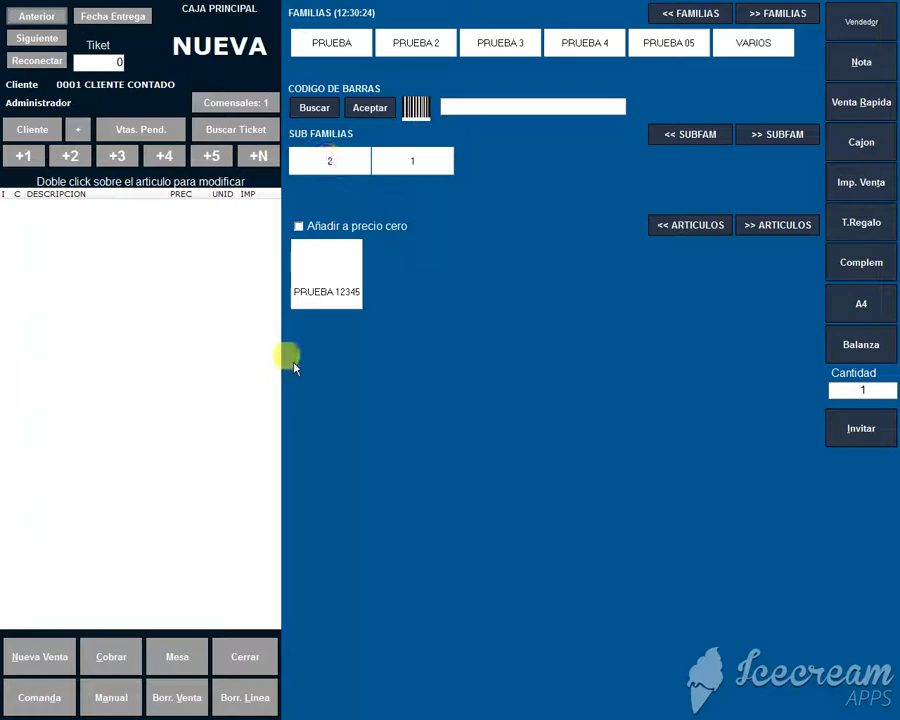 Anterior
Fecha Entrega
CAJA PRINCIPAL
Siguiente
Tiket
NUEVA
Reconectar
0
Cliente 0001 CLIENTE CONTADO
Administrador
Comensales: 1
Cliente
+
Vtas. Pend.
Buscar Ticket
+1
+2
+3
+4
+5
+N
Doble click sobre el articulo para modificar
I C DESCRIPCION PREC UNID IMP
Nueva Venta
Cobrar
Mesa
Cerrar
Comanda
Manual
Borr. Venta
Borr. Linea
FAMILIAS (12:30:24)
<< FAMILIAS
>> FAMILIAS
PRUEBA
PRUEBA 2
PRUEBA 3
PRUEBA 4
PRUEBA 05
VARIOS
CODIGO DE BARRAS
Buscar
Aceptar
SUB FAMILIAS
<< SUBFAM
>> SUBFAM
2
1
Añadir a precio cero
<< ARTICULOS
>> ARTICULOS
PRUEBA 12345
Vendedor
Nota
Venta Rapida
Cajon
Imp. Venta
T.Regalo
Complem
A4
Balanza
Cantidad
1
Invitar
Icecream
APPS